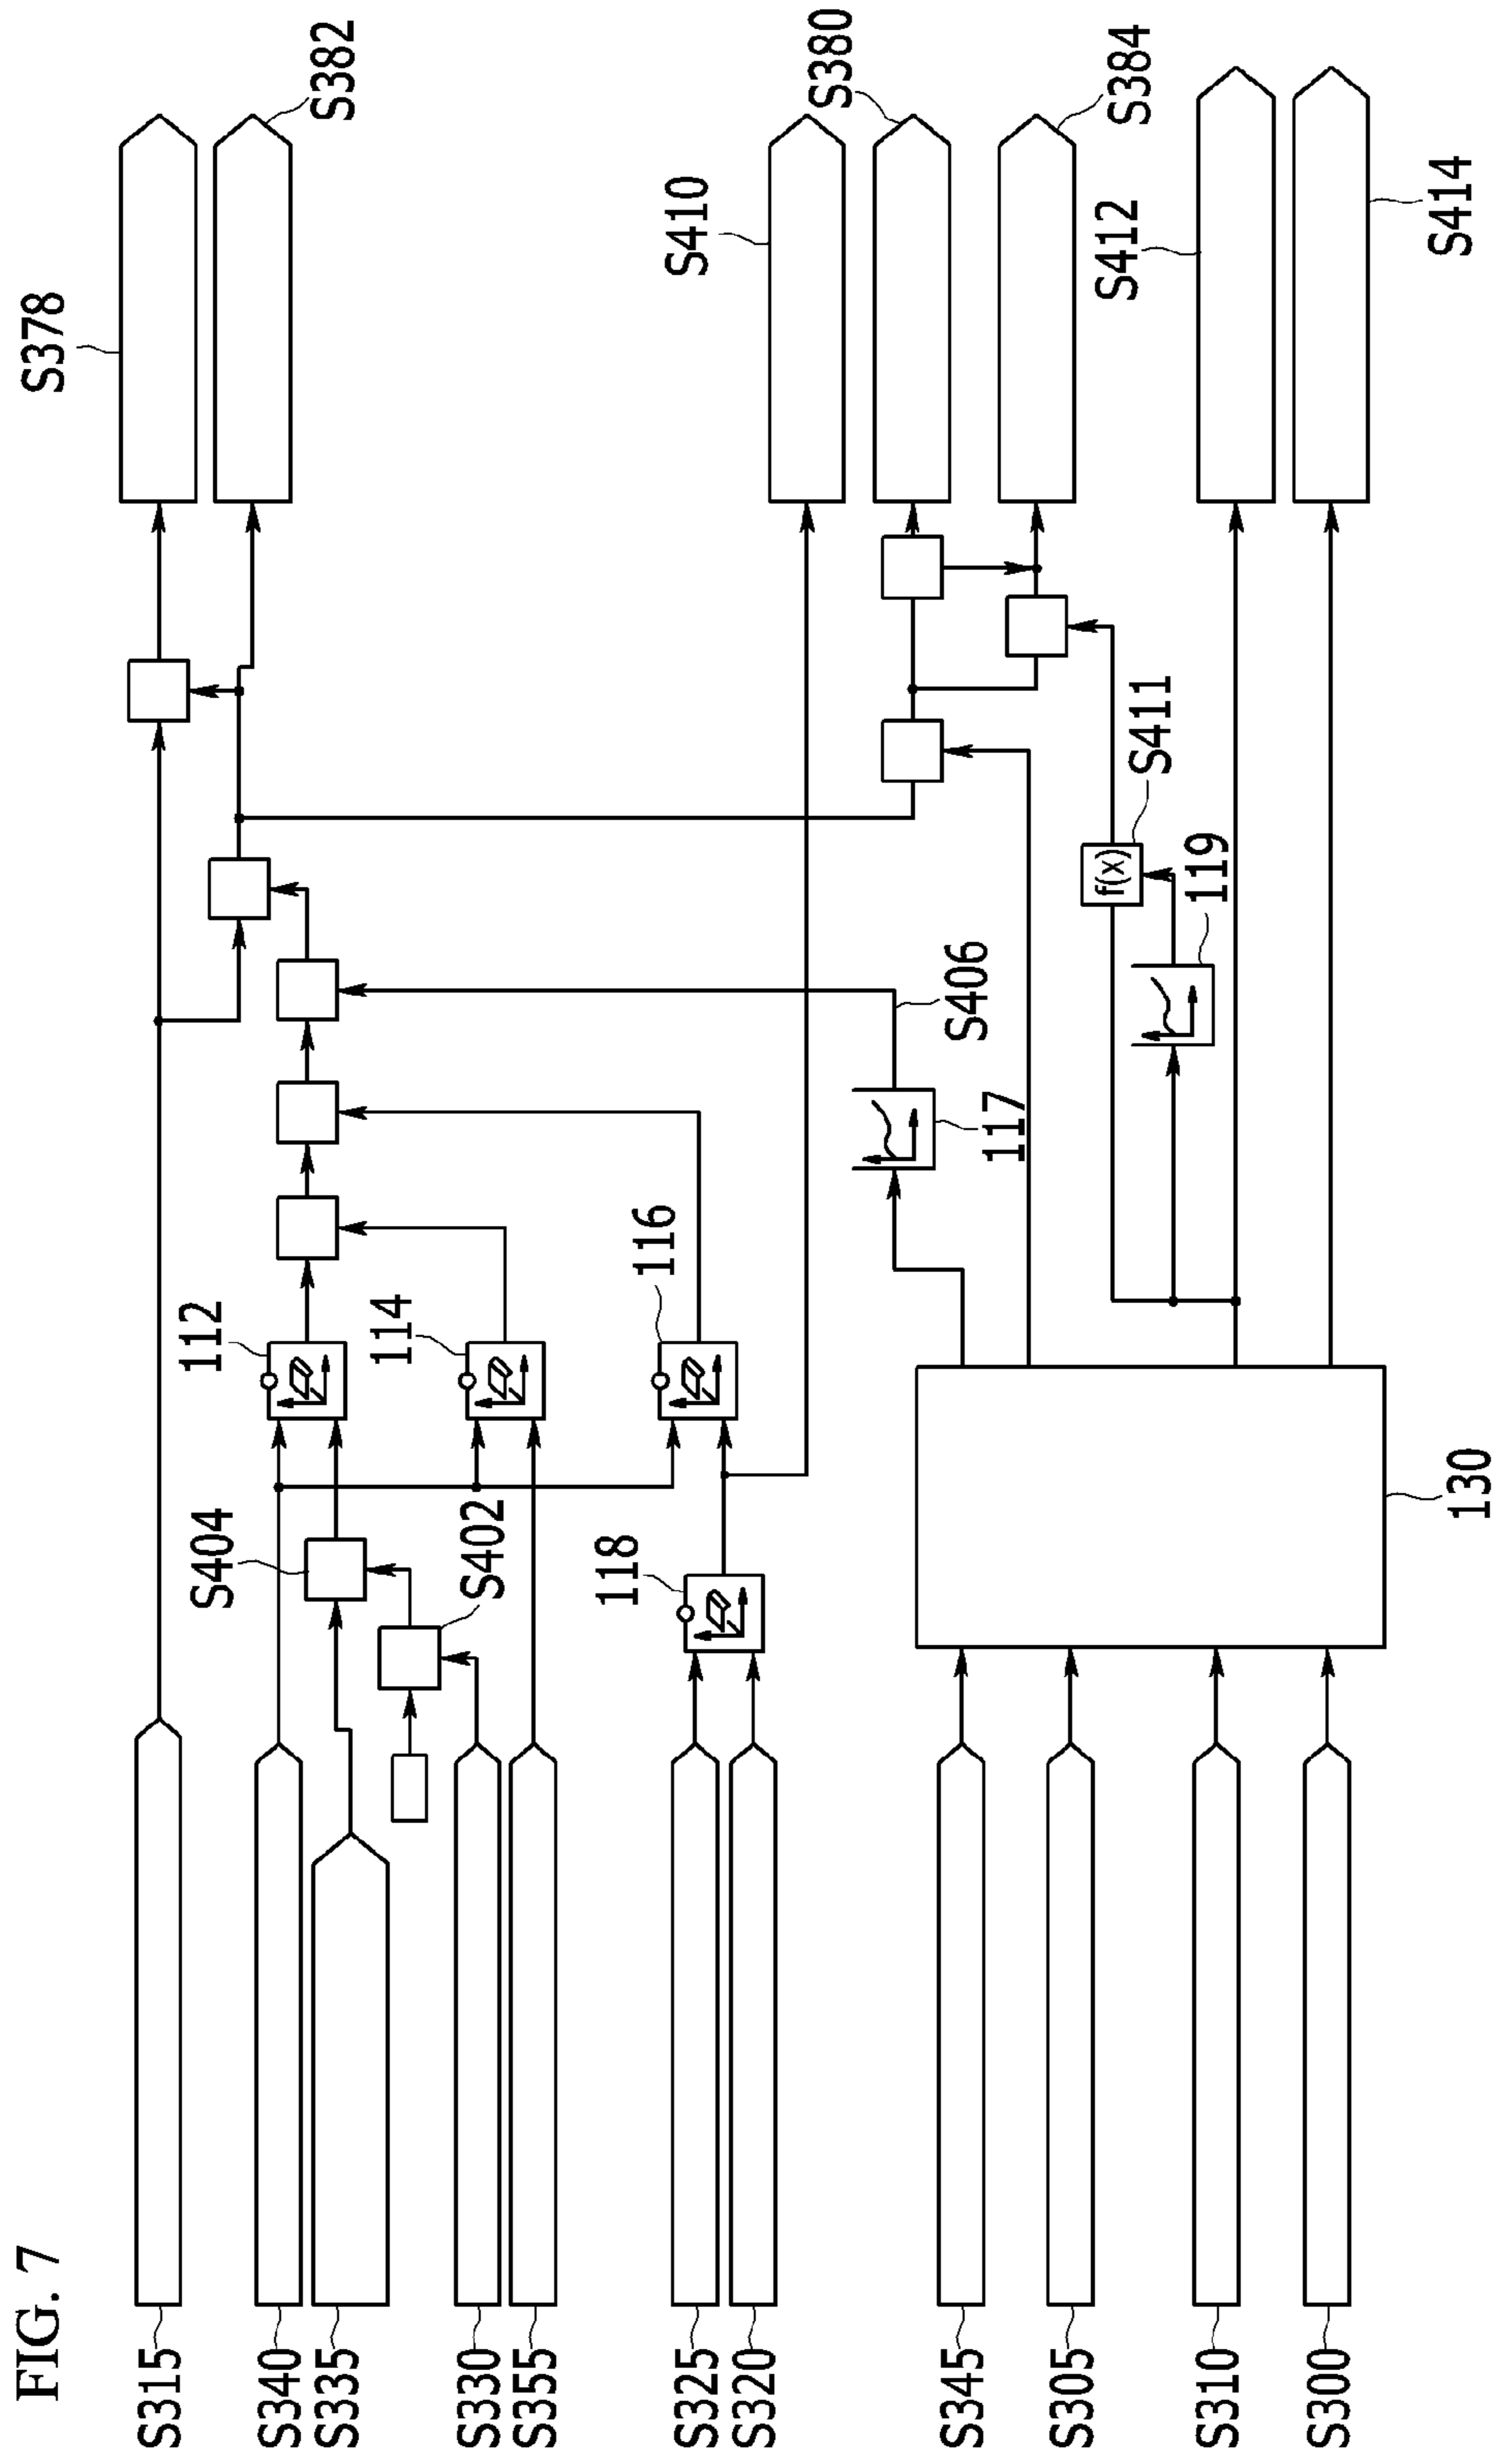 FIG. 7
S315
S340
S335
S330
S355
S325
S320
S345
S305
S310
S300
S404
S402
118
130
112
114
116
117
S406
119
S411
f(x)
S378
S382
S410
S380
S384
S412
S414